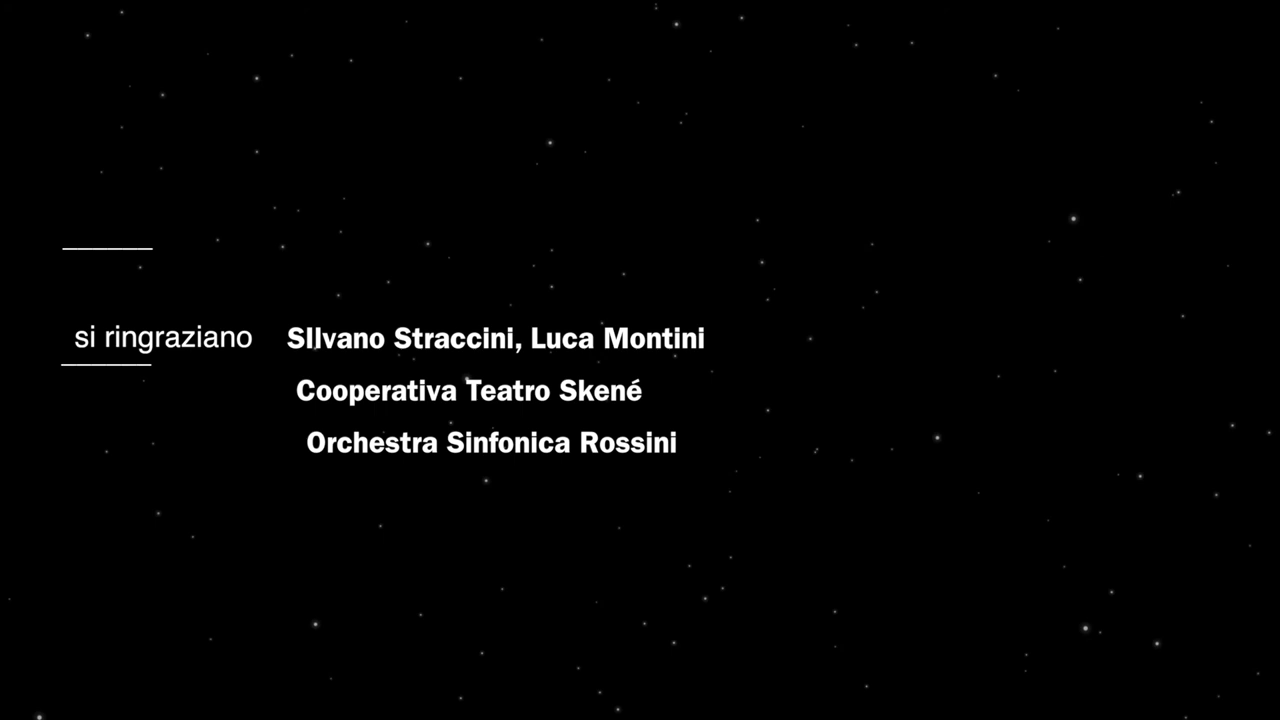 si ringraziano SIlvano Straccini, Luca Montini
Cooperativa Teatro Skené
Orchestra Sinfonica Rossini